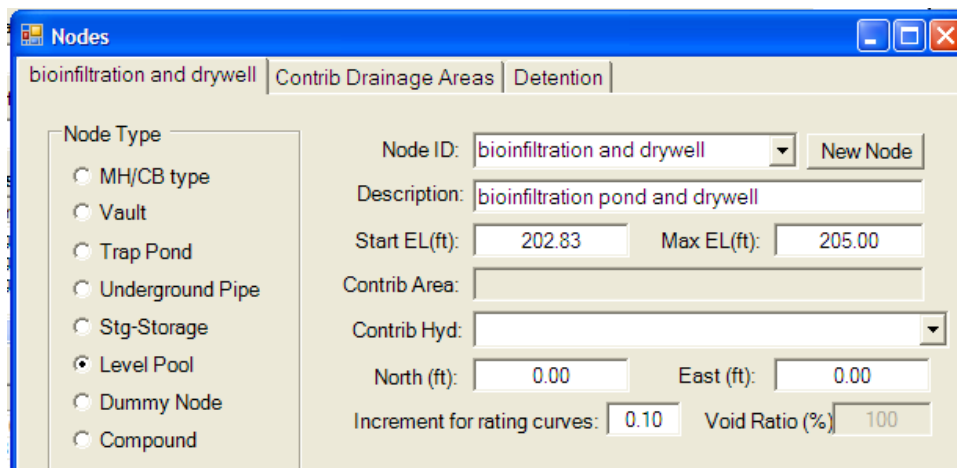 Nodes
bioinfiltration and drywell Contrib Drainage Areas Detention
Node Type
MH/CB type
Vault
Trap Pond
Underground Pipe
Stg-Storage
Level Pool
Dummy Node
Compound
Node ID: bioinfiltration and drywell New Node
Description: bioinfiltration pond and drywell
Start EL(ft): 202.83 Max EL(ft): 205.00
Contrib Area:
Contrib Hyd:
North (ft): 0.00 East (ft): 0.00
Increment for rating curves: 0.10 Void Ratio (%) 100